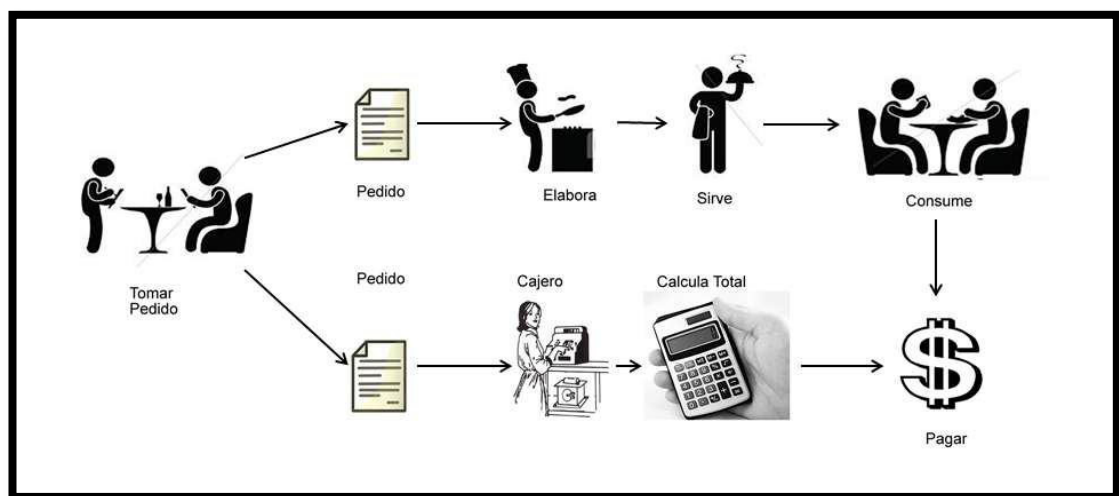 Pedido
Elabora
Sirve
Consume
Tomar
Pedido
Pedido
Cajero
Calcula Total
Pagar